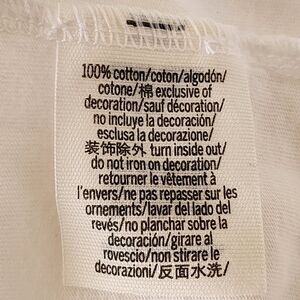 100% cotton/coton/algodón/
cotone/棉 exclusive of
decoration/sauf décoration/
no incluye la decoración/
esclusa la decorazione/
装饰除外 turn inside out/
do not iron on decoration/
retourner le vêtement à
l'envers/ne pas repasser sur les
ornements/lavar del lado del
revés/no planchar sobre la
decoración/girare al
rovescio/non stirare le
decorazioni/反面水洗/